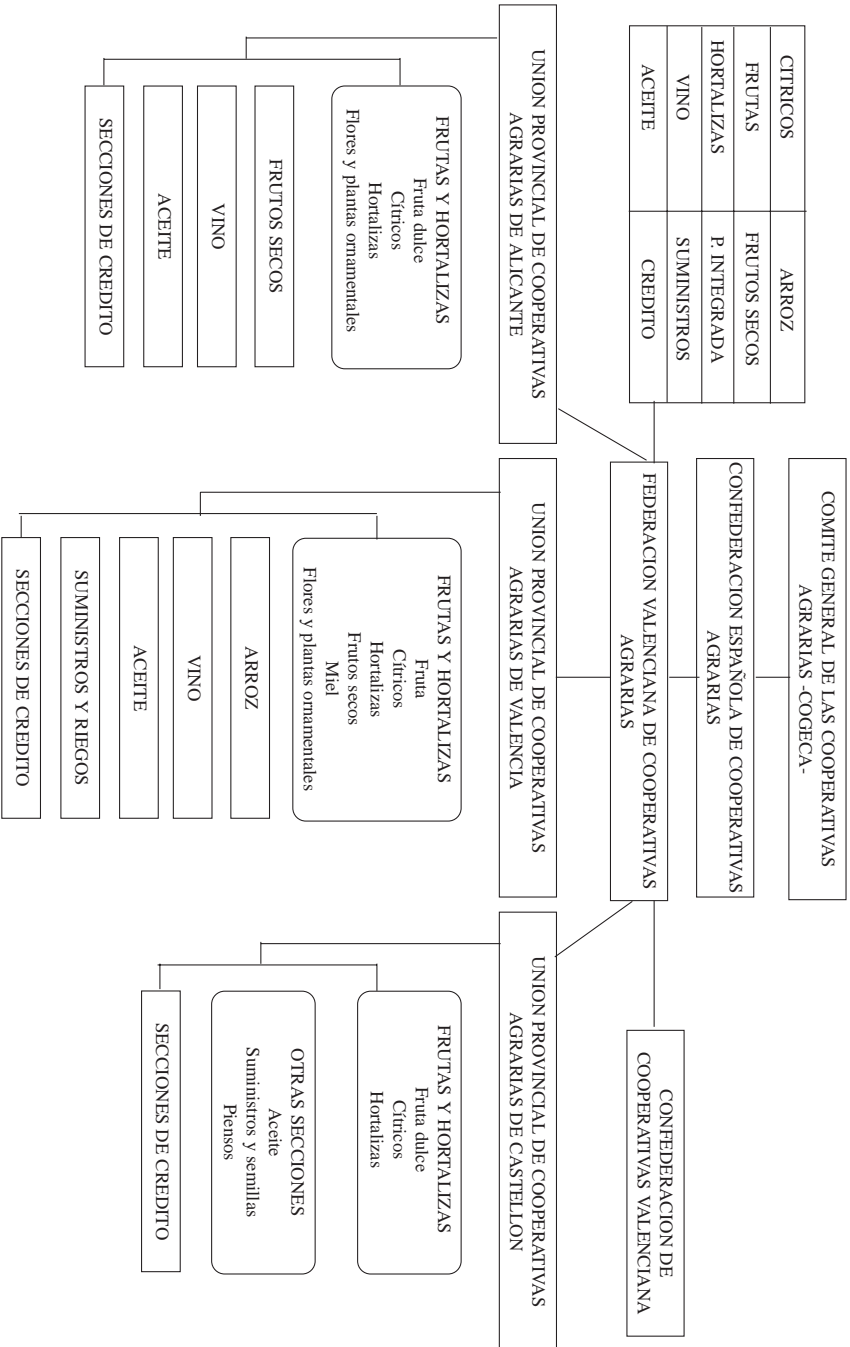 COMITE GENERAL DE LAS COOPERATIVAS
AGRARIAS -COGECA-
CONFEDERACION ESPAÑOLA DE COOPERATIVAS
AGRARIAS
CITRICOS ARROZ
FRUTAS FRUTOS SECOS
HORTALIZAS P. INTEGRADA
VINO SUMINISTROS
ACEITE CREDITO
FEDERACION VALENCIANA DE COOPERATIVAS
AGRARIAS
CONFEDERACION DE
COOPERATIVAS VALENCIANA
UNION PROVINCIAL DE COOPERATIVAS
AGRARIAS DE ALICANTE
FRUTAS Y HORTALIZAS
Fruta dulce
Cítricos
Hortalizas
Flores y plantas ornamentales
FRUTOS SECOS
VINO
ACEITE
SECCIONES DE CREDITO
UNION PROVINCIAL DE COOPERATIVAS
AGRARIAS DE VALENCIA
FRUTAS Y HORTALIZAS
Fruta
Cítricos
Hortalizas
Frutos secos
Miel
Flores y plantas ornamentales
ARROZ
VINO
ACEITE
SUMINISTROS Y RIEGOS
SECCIONES DE CREDITO
UNION PROVINCIAL DE COOPERATIVAS
AGRARIAS DE CASTELLON
FRUTAS Y HORTALIZAS
Fruta dulce
Cítricos
Hortalizas
OTRAS SECCIONES
Aceite
Suministros y semillas
Piensos
SECCIONES DE CREDITO